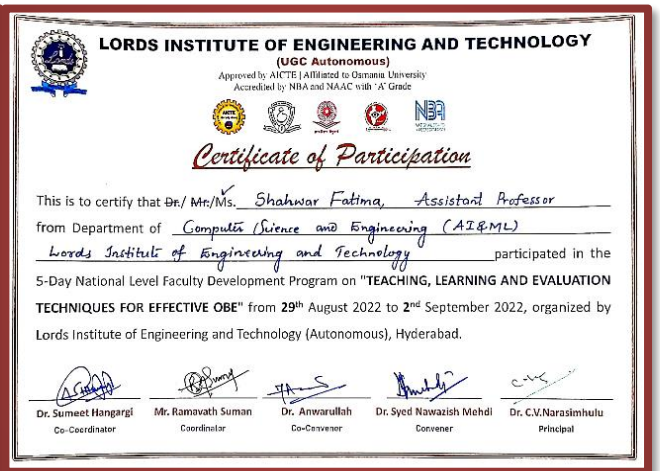 LORDS INSTITUTE OF ENGINEERING AND TECHNOLOGY
(UGC Autonomous)
Approved by AICTE | Affiliated to Osmania University
Accredited by NBA and NAAC with 'A' Grade
AICTE
NBA
Certificate of Participation
This is to certify that Dr./ Mr./Ms. Shahwar Fatima, Assistant Professor
from Department of Computer Science and Engineering (AI&ML)
Lords Institute of Engineering and Technology participated in the
5-Day National Level Faculty Development Program on "TEACHING, LEARNING AND EVALUATION
TECHNIQUES FOR EFFECTIVE OBE" from 29th August 2022 to 2nd September 2022, organized by
Lords Institute of Engineering and Technology (Autonomous), Hyderabad.
Dr. Sumeet Hangargi Mr. Ramavath Suman Dr. Anwarullah Dr. Syed Nawazish Mehdi Dr. C.V.Narasimhulu
Co-Coordinator Coordinator Co-Convener Convener Principal